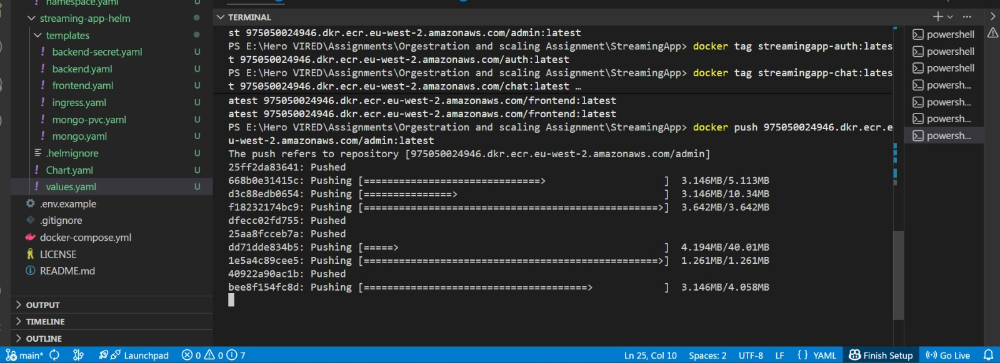 namespace.yaml U
streaming-app-helm
templates
! backend-secret.yaml U
! backend.yaml U
! frontend.yaml U
! ingress.yaml U
! mongo-pvc.yaml U
! mongo.yaml U
.helmignore U
! Chart.yaml U
! values.yaml U
.env.example
.gitignore
docker-compose.yml
LICENSE
README.md
OUTPUT
TIMELINE
OUTLINE
TERMINAL
st 975050024946.dkr.ecr.eu-west-2.amazonaws.com/admin:latest
PS E:\Hero VIRED\Assignments\Orgestration and scaling Assignment\StreamingApp> docker tag streamingapp-auth:lates
t 975050024946.dkr.ecr.eu-west-2.amazonaws.com/auth:latest
PS E:\Hero VIRED\Assignments\Orgestration and scaling Assignment\StreamingApp> docker tag streamingapp-chat:lates
t 975050024946.dkr.ecr.eu-west-2.amazonaws.com/chat:latest …
atest 975050024946.dkr.ecr.eu-west-2.amazonaws.com/frontend:latest
atest 975050024946.dkr.ecr.eu-west-2.amazonaws.com/frontend:latest
PS E:\Hero VIRED\Assignments\Orgestration and scaling Assignment\StreamingApp> docker push 975050024946.dkr.ecr.e
u-west-2.amazonaws.com/admin:latest
The push refers to repository [975050024946.dkr.ecr.eu-west-2.amazonaws.com/admin]
25ff2da83641: Pushed
668b0e31415c: Pushing [==============================>                    ]  3.146MB/5.113MB
d3c88edb0654: Pushing [===============>                                   ]  3.146MB/10.34MB
f18232174bc9: Pushing [==================================================>]  3.642MB/3.642MB
dfecc02fd755: Pushed
25aa8fcceb7a: Pushed
dd71dde834b5: Pushing [=====>                                             ]  4.194MB/40.01MB
1e5a4c89cee5: Pushing [==================================================>]  1.261MB/1.261MB
40922a90ac1b: Pushed
bee8f154fc8d: Pushing [======================================>            ]  3.146MB/4.058MB
powershell
powershell
powershell
powersh...
powersh...
powersh...
powersh...
main* Launchpad 0 0 7 Ln 25, Col 10 Spaces: 2 UTF-8 LF {} YAML Finish Setup Go Live